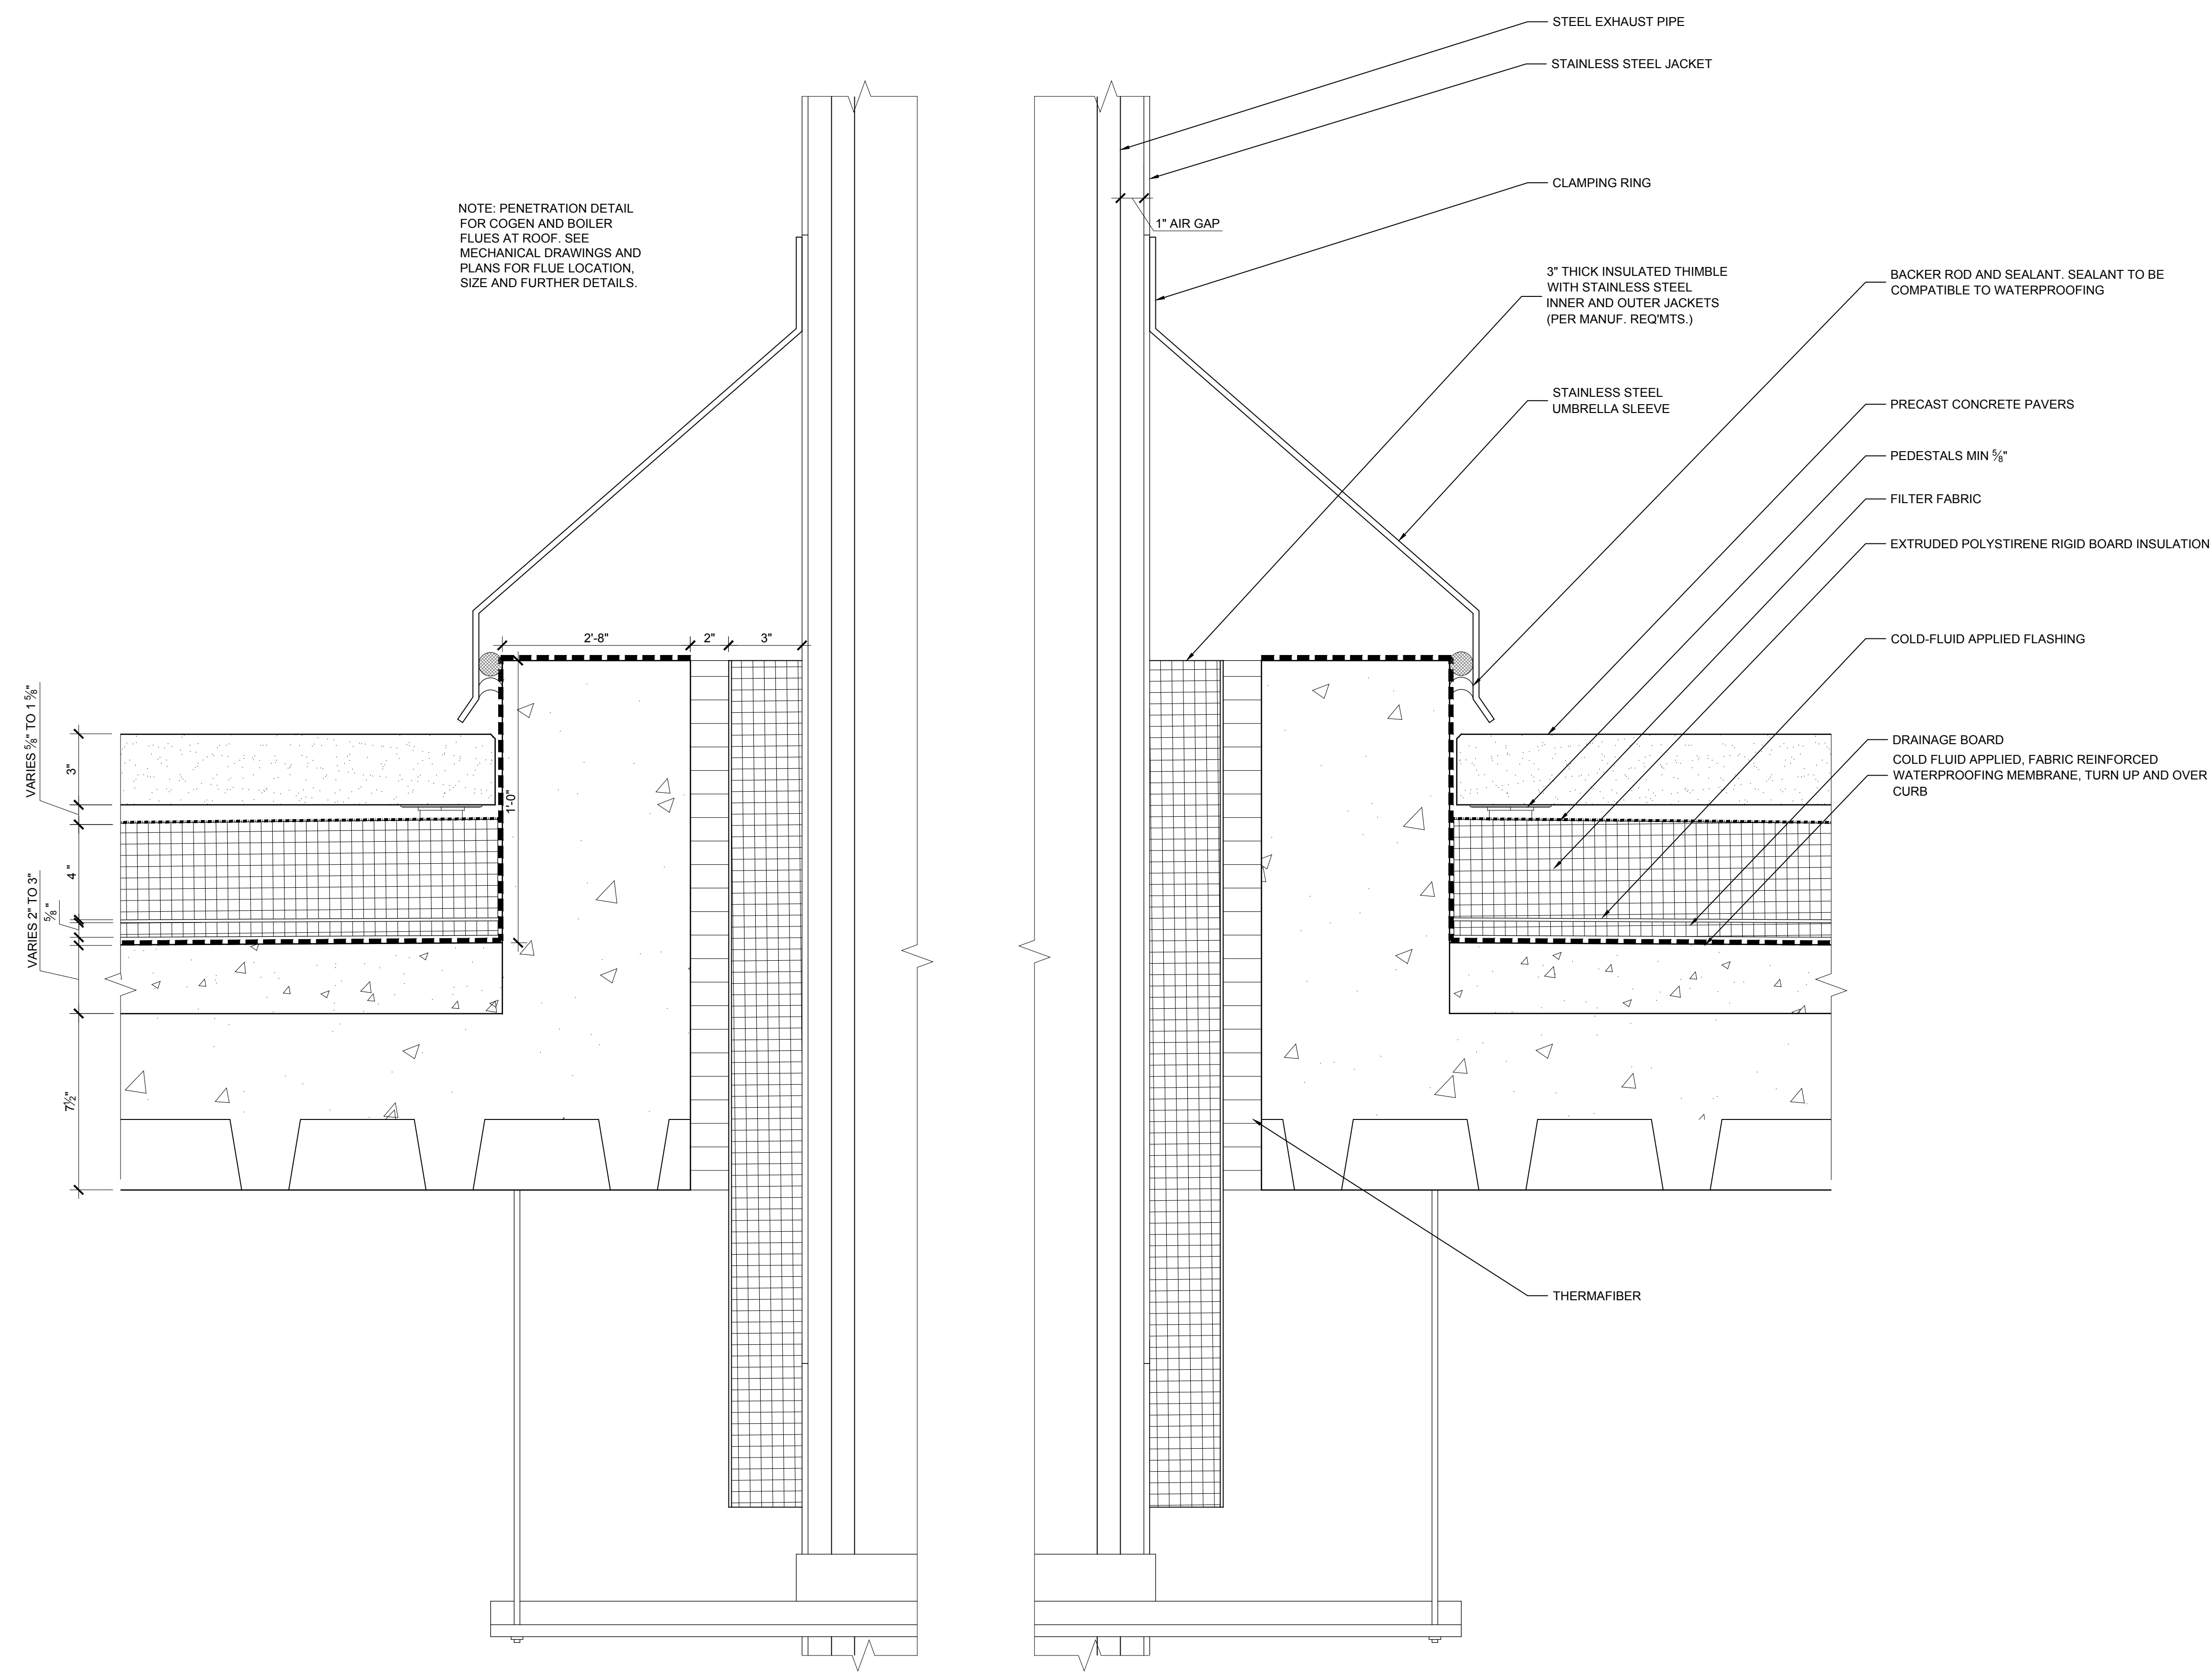 STEEL EXHAUST PIPE
STAINLESS STEEL JACKET
CLAMPING RING
1" AIR GAP
NOTE: PENETRATION DETAIL
FOR COGEN AND BOILER
FLUES AT ROOF. SEE
MECHANICAL DRAWINGS AND
PLANS FOR FLUE LOCATION,
SIZE AND FURTHER DETAILS.
3" THICK INSULATED THIMBLE
WITH STAINLESS STEEL
INNER AND OUTER JACKETS
(PER MANUF. REQ'MTS.)
BACKER ROD AND SEALANT. SEALANT TO BE
COMPATIBLE TO WATERPROOFING
STAINLESS STEEL
UMBRELLA SLEEVE
PRECAST CONCRETE PAVERS
PEDESTALS MIN ⅝"
FILTER FABRIC
EXTRUDED POLYSTIRENE RIGID BOARD INSULATION
COLD-FLUID APPLIED FLASHING
DRAINAGE BOARD
COLD FLUID APPLIED, FABRIC REINFORCED
WATERPROOFING MEMBRANE, TURN UP AND OVER
CURB
2'-8"
2"
3"
1'-0"
VARIES ⅝" TO 1 ⅝"
3"
4"
⅝"
VARIES 2" TO 3"
7½"
THERMAFIBER